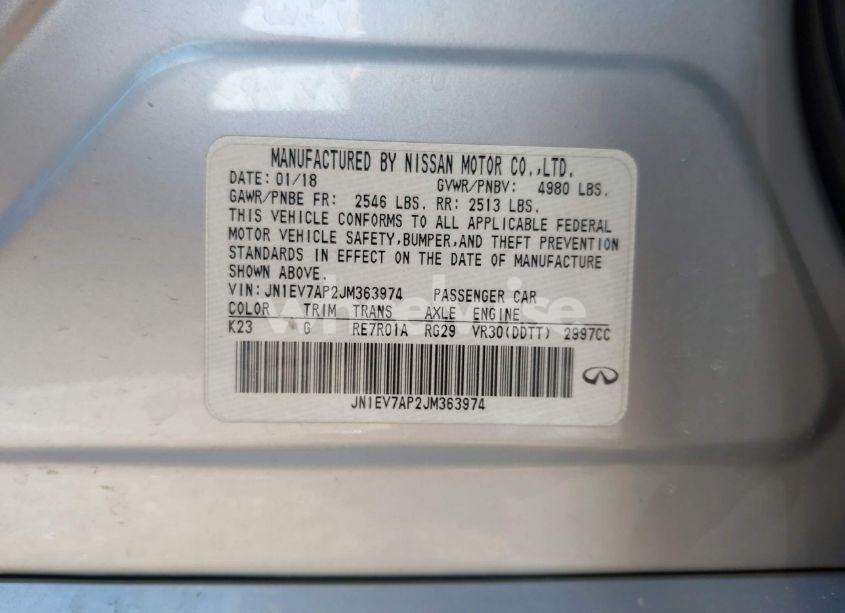 MANUFACTURED BY NISSAN MOTOR CO.,LTD.
DATE: 01/18 GVWR/PNBV: 4980 LBS.
GAWR/PNBE FR: 2546 LBS. RR: 2513 LBS.
THIS VEHICLE CONFORMS TO ALL APPLICABLE FEDERAL
MOTOR VEHICLE SAFETY,BUMPER,AND THEFT PREVENTION
STANDARDS IN EFFECT ON THE DATE OF MANUFACTURE
SHOWN ABOVE.
VIN:JN1EV7AP2JM363974 PASSENGER CAR
COLOR TRIM TRANS AXLE ENGINE
K23 G RE7R01A RG29 VR30(DDTT) 2997CC
JN1EV7AP2JM363974